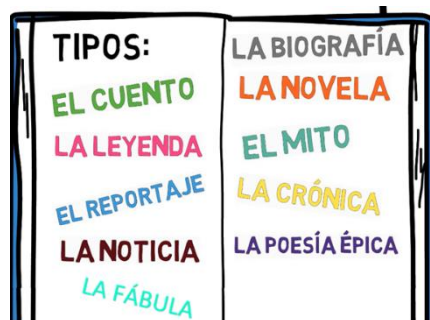 TIPOS:
EL CUENTO
LA LEYENDA
EL REPORTAJE
LA NOTICIA
LA FÁBULA
LA BIOGRAFÍA
LA NOVELA
EL MITO
LA CRÓNICA
LA POESÍA ÉPICA